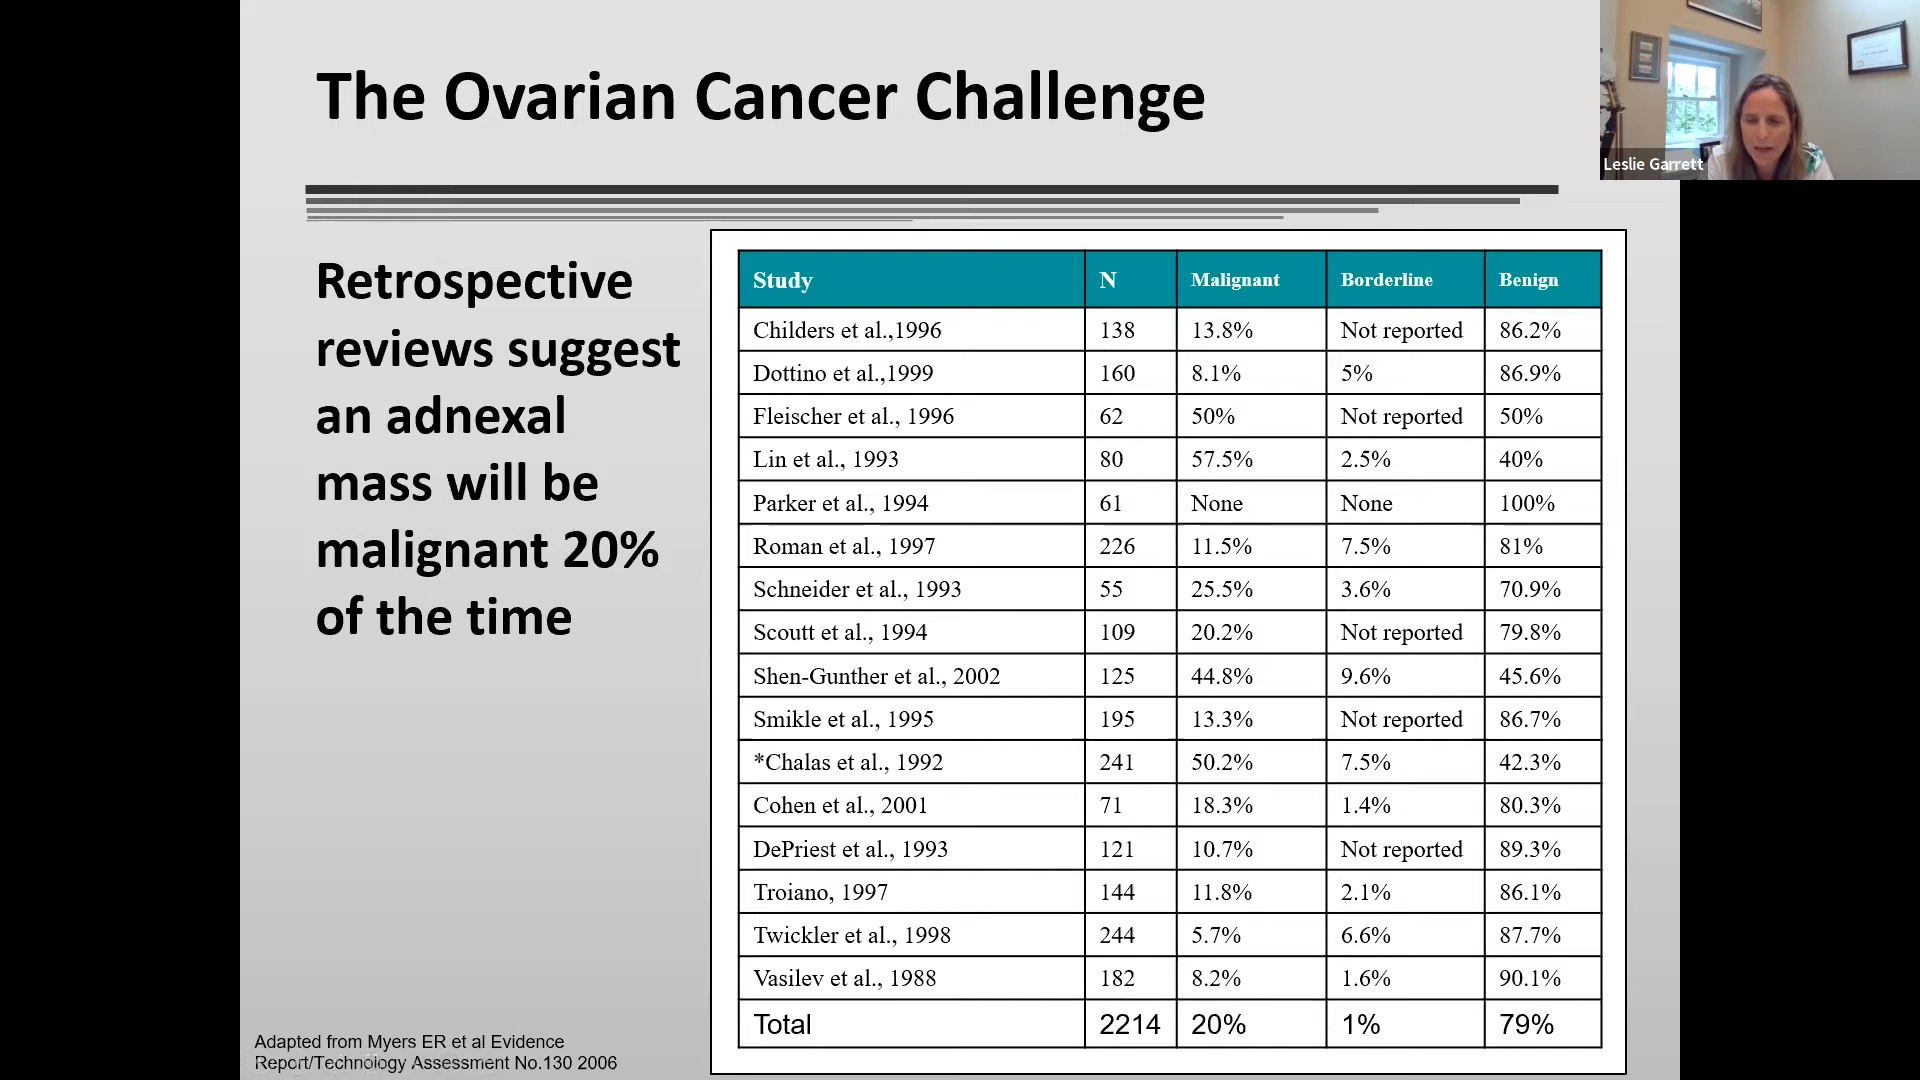 The Ovarian Cancer Challenge
Leslie Garrett
Retrospective
reviews suggest
an adnexal
mass will be
malignant 20%
of the time
Study N Malignant Borderline Benign
Childers et al.,1996 138 13.8% Not reported 86.2%
Dottino et al.,1999 160 8.1% 5% 86.9%
Fleischer et al., 1996 62 50% Not reported 50%
Lin et al., 1993 80 57.5% 2.5% 40%
Parker et al., 1994 61 None None 100%
Roman et al., 1997 226 11.5% 7.5% 81%
Schneider et al., 1993 55 25.5% 3.6% 70.9%
Scoutt et al., 1994 109 20.2% Not reported 79.8%
Shen-Gunther et al., 2002 125 44.8% 9.6% 45.6%
Smikle et al., 1995 195 13.3% Not reported 86.7%
*Chalas et al., 1992 241 50.2% 7.5% 42.3%
Cohen et al., 2001 71 18.3% 1.4% 80.3%
DePriest et al., 1993 121 10.7% Not reported 89.3%
Troiano, 1997 144 11.8% 2.1% 86.1%
Twickler et al., 1998 244 5.7% 6.6% 87.7%
Vasilev et al., 1988 182 8.2% 1.6% 90.1%
Total 2214 20% 1% 79%
Adapted from Myers ER et al Evidence
Report/Technology Assessment No.130 2006